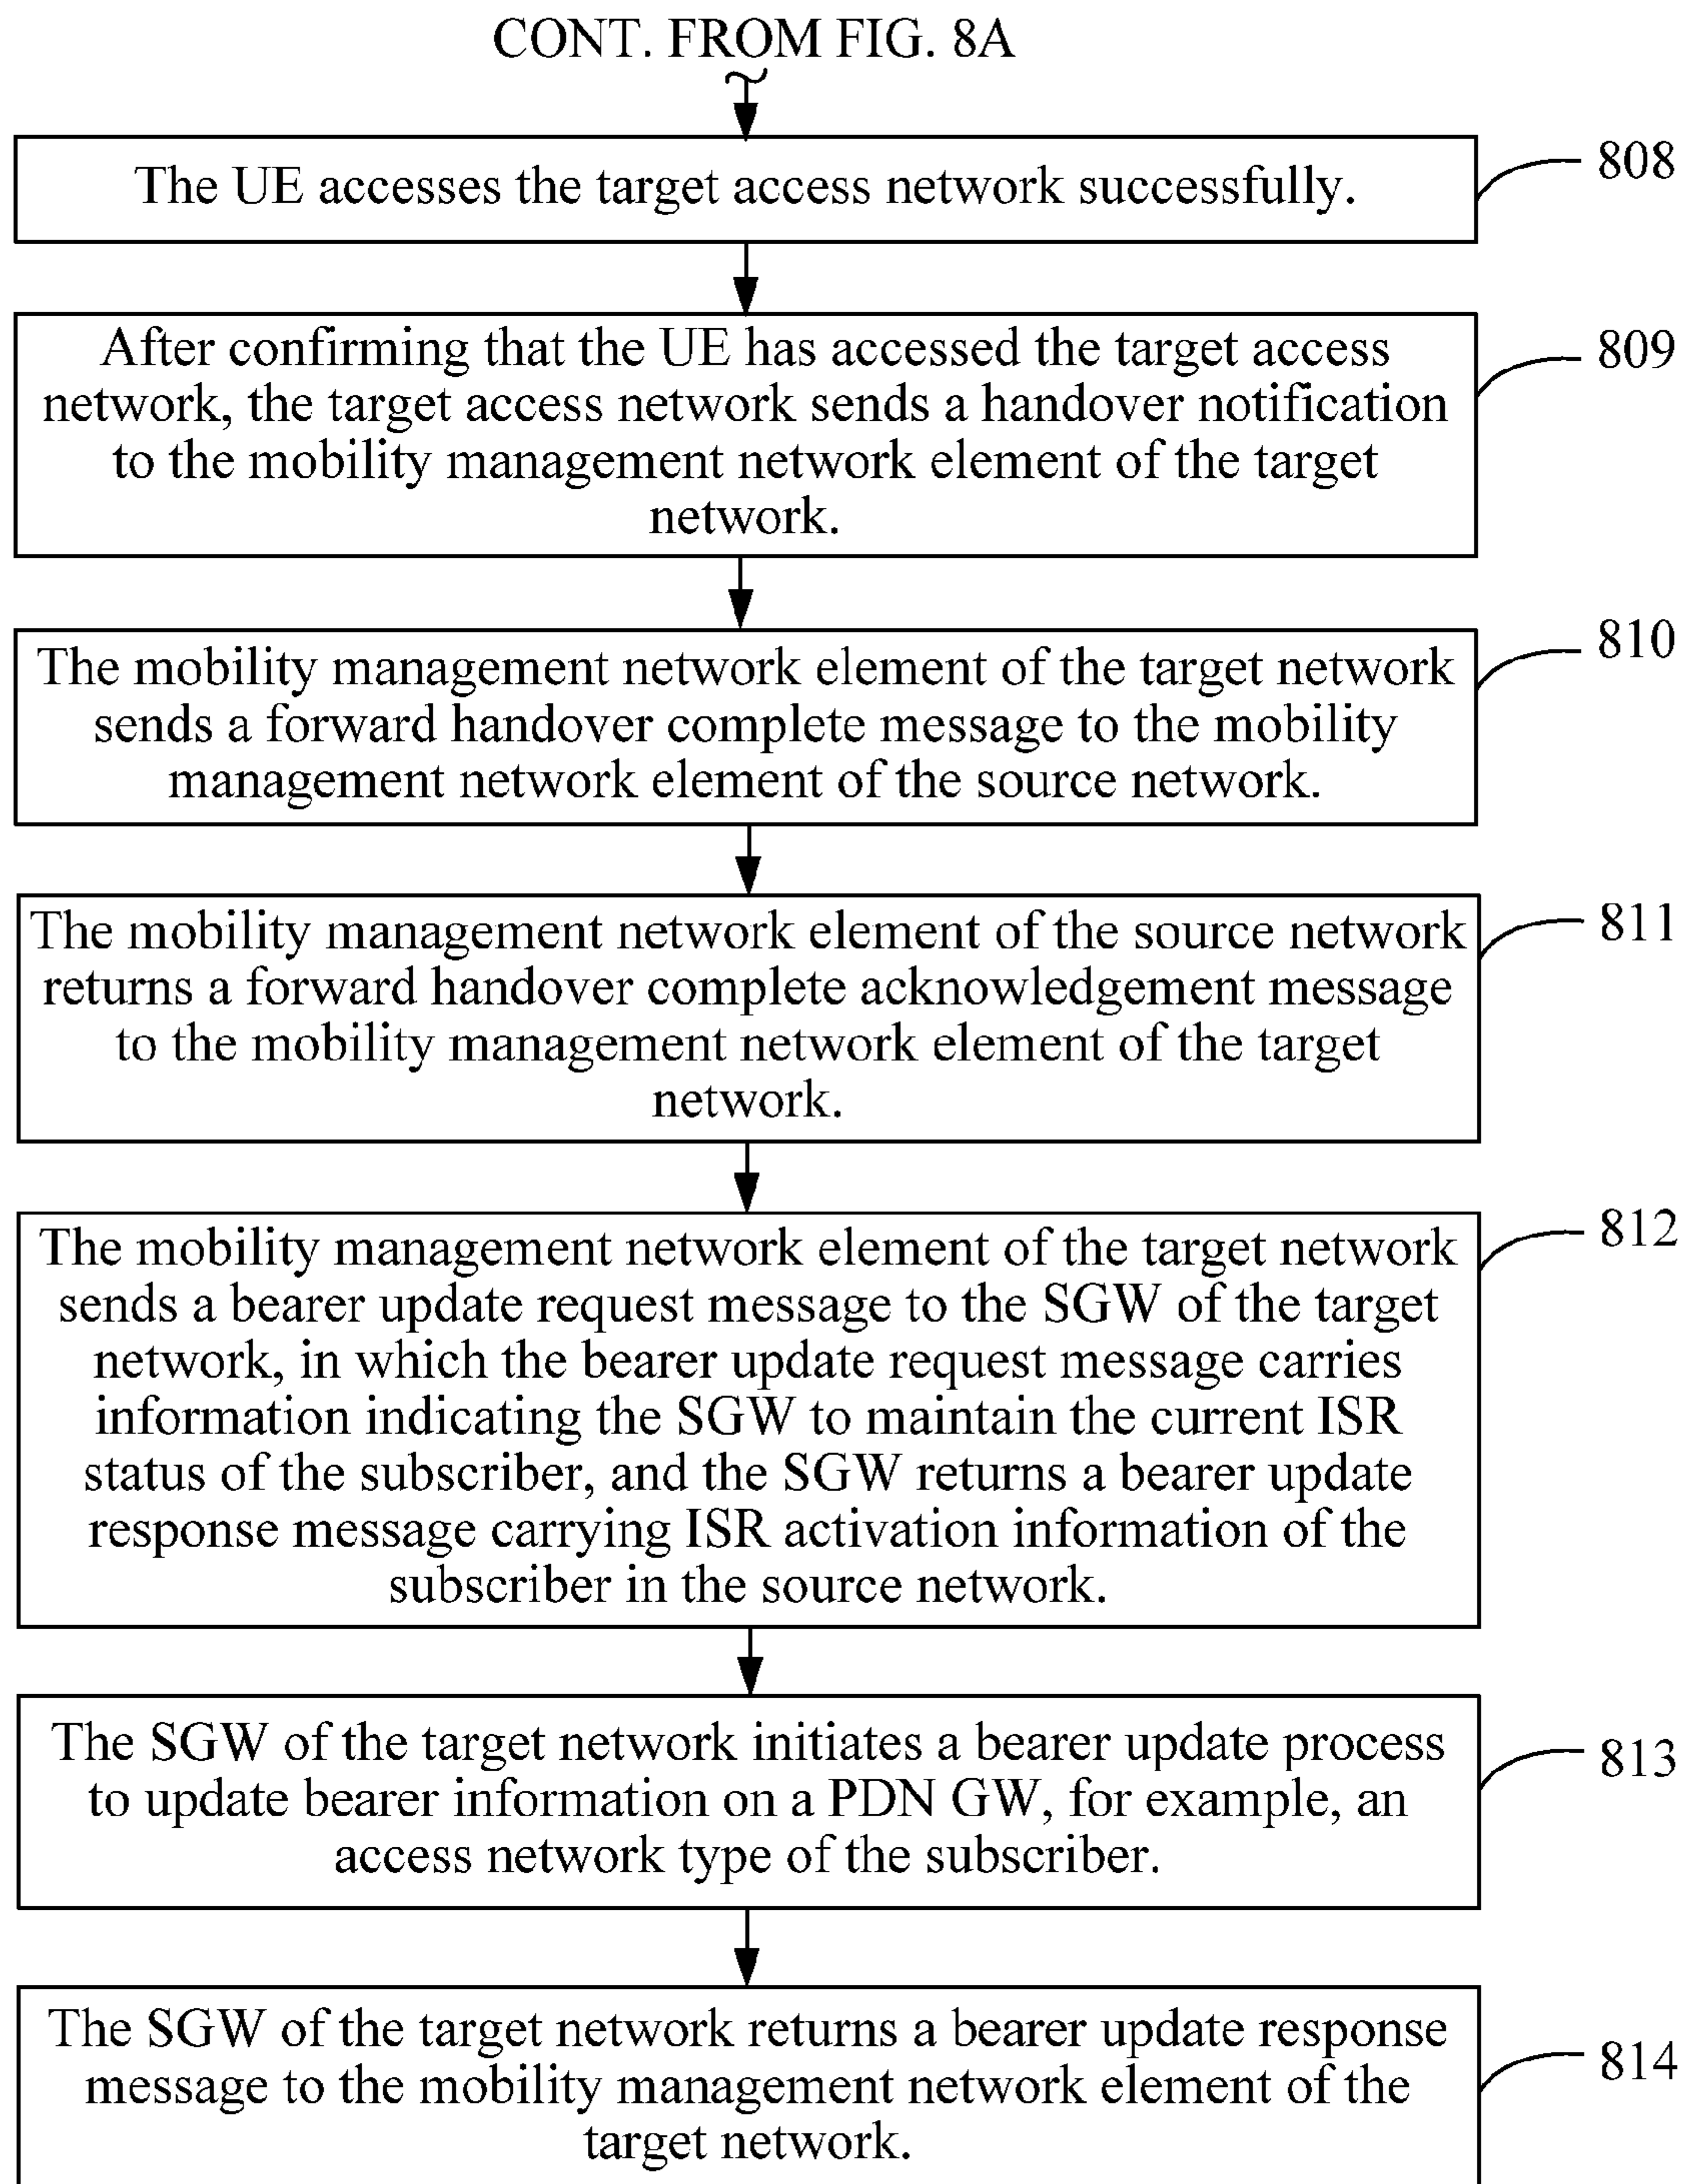 CONT. FROM FIG. 8A
The UE accesses the target access network successfully.
808
After confirming that the UE has accessed the target access
network, the target access network sends a handover notification
to the mobility management network element of the target
network.
809
The mobility management network element of the target network
sends a forward handover complete message to the mobility
management network element of the source network.
810
The mobility management network element of the source network
returns a forward handover complete acknowledgement message
to the mobility management network element of the target
network.
811
The mobility management network element of the target network
sends a bearer update request message to the SGW of the target
network, in which the bearer update request message carries
information indicating the SGW to maintain the current ISR
status of the subscriber, and the SGW returns a bearer update
response message carrying ISR activation information of the
subscriber in the source network.
812
The SGW of the target network initiates a bearer update process
to update bearer information on a PDN GW, for example, an
access network type of the subscriber.
813
The SGW of the target network returns a bearer update response
message to the mobility management network element of the
target network.
814